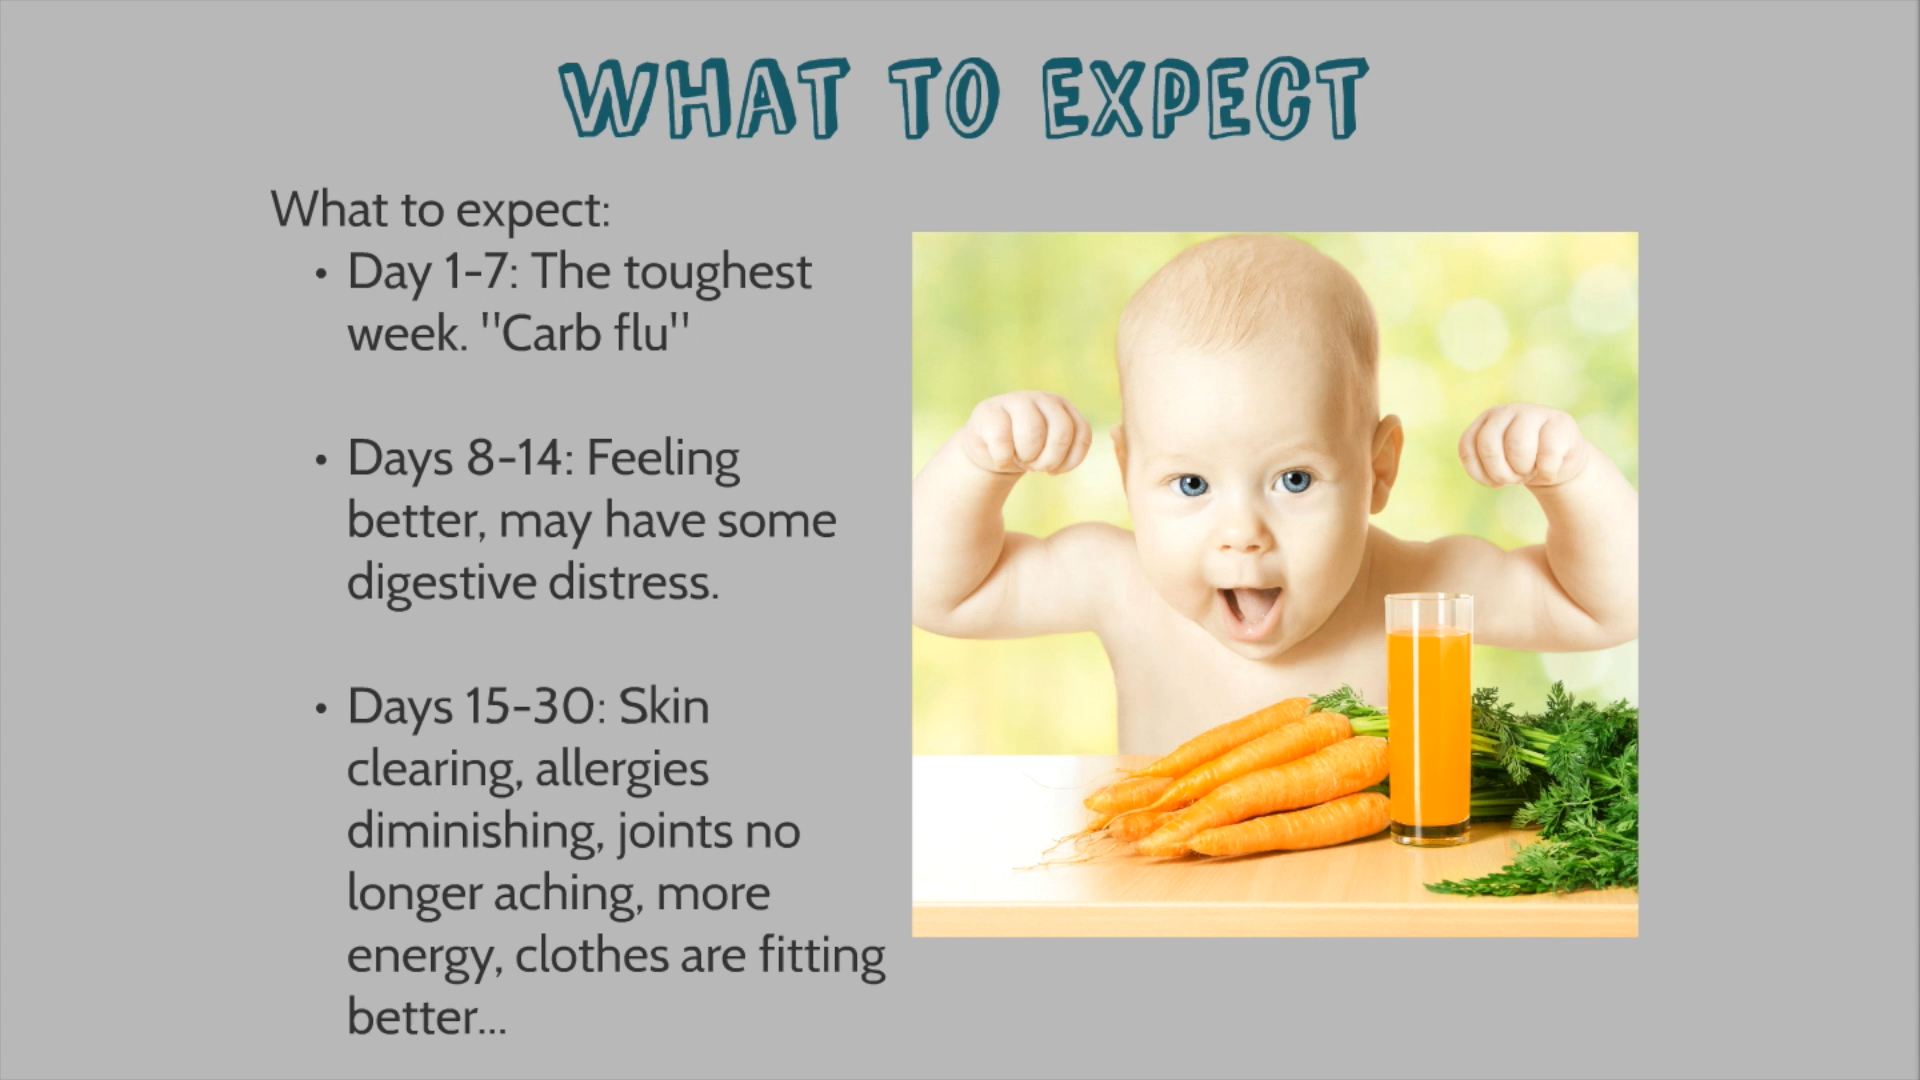 WHAT TO EXPECT
What to expect:
• Day 1-7: The toughest
week. "Carb flu"
• Days 8-14: Feeling
better, may have some
digestive distress.
• Days 15-30: Skin
clearing, allergies
diminishing, joints no
longer aching, more
energy, clothes are fitting
better...